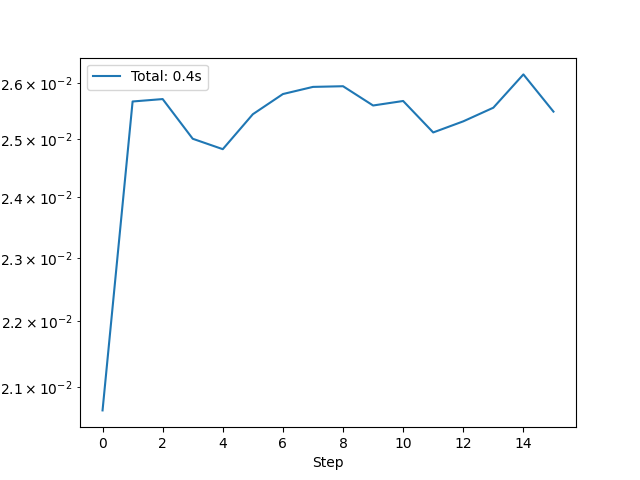 Total: 0.4s
2.6 × 10⁻²
2.5 × 10⁻²
2.4 × 10⁻²
2.3 × 10⁻²
2.2 × 10⁻²
2.1 × 10⁻²
0 2 4 6 8 10 12 14
Step